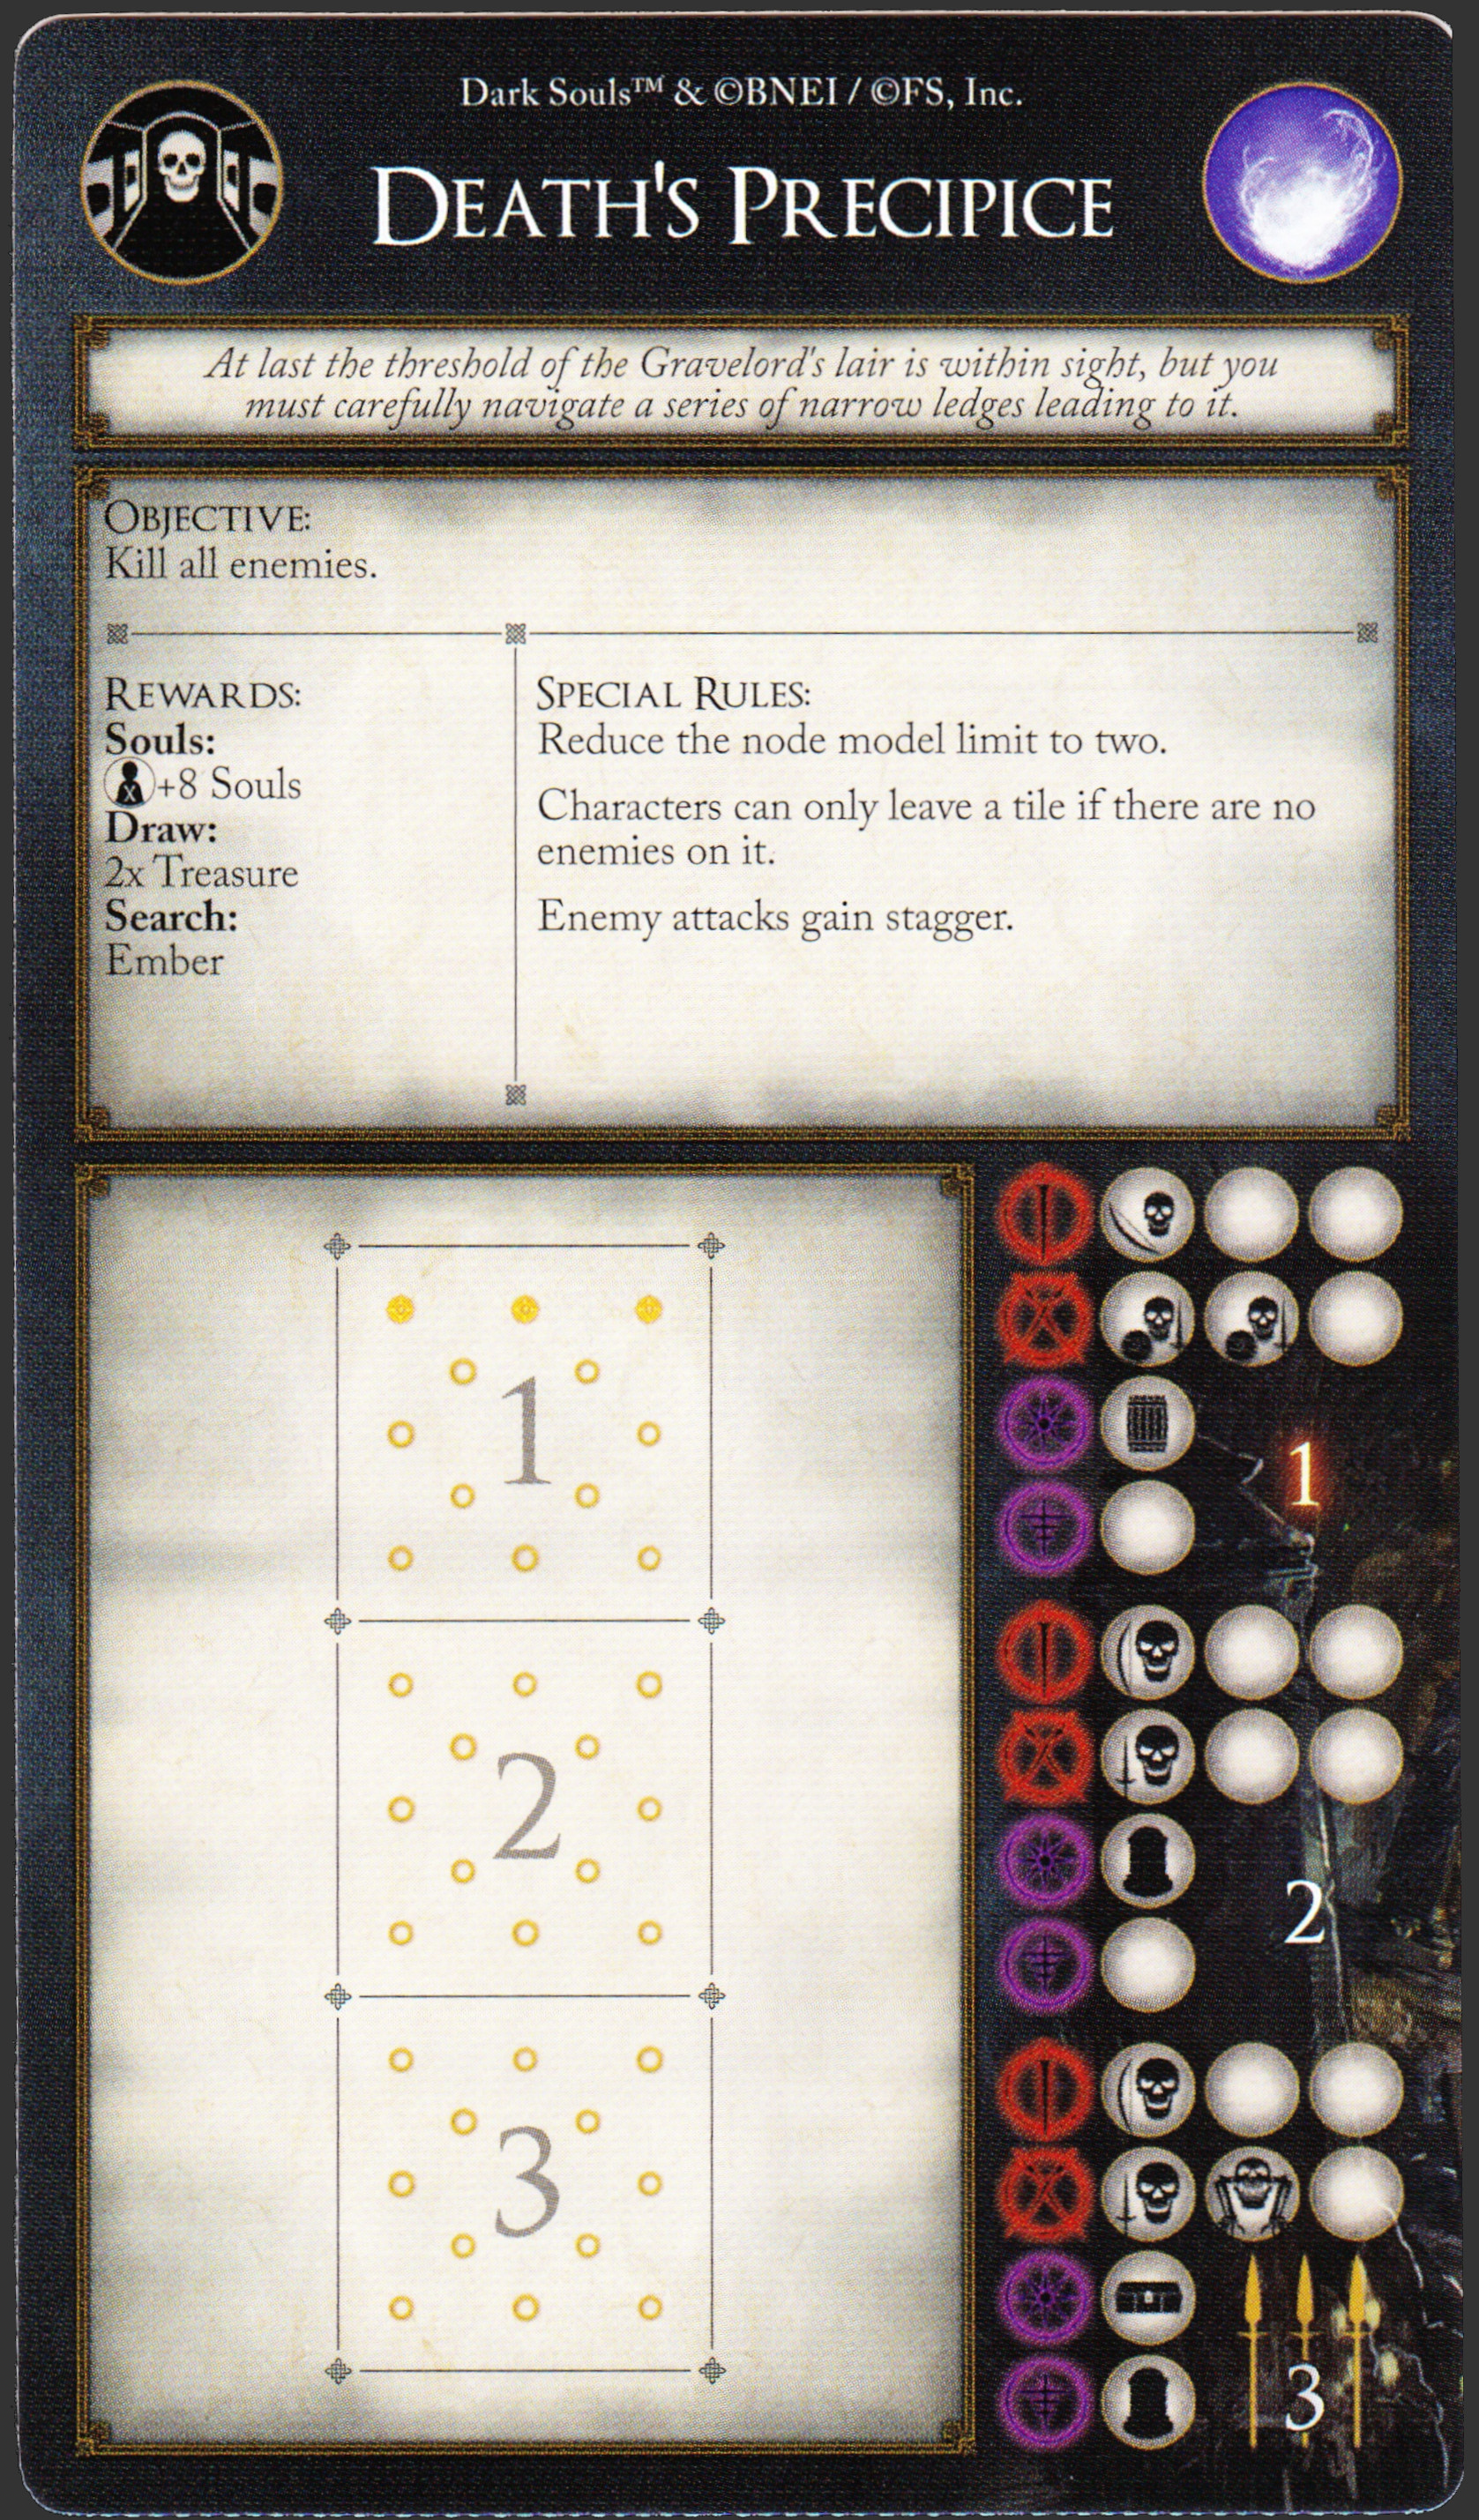 Dark Souls™ & ©BNEI / ©FS, Inc.
DEATH'S PRECIPICE
At last the threshold of the Gravelord's lair is within sight, but you
must carefully navigate a series of narrow ledges leading to it.
OBJECTIVE:
Kill all enemies.
REWARDS:
Souls:
X+8 Souls
Draw:
2x Treasure
Search:
Ember
SPECIAL RULES:
Reduce the node model limit to two.
Characters can only leave a tile if there are no
enemies on it.
Enemy attacks gain stagger.
1
2
3
1
2
3